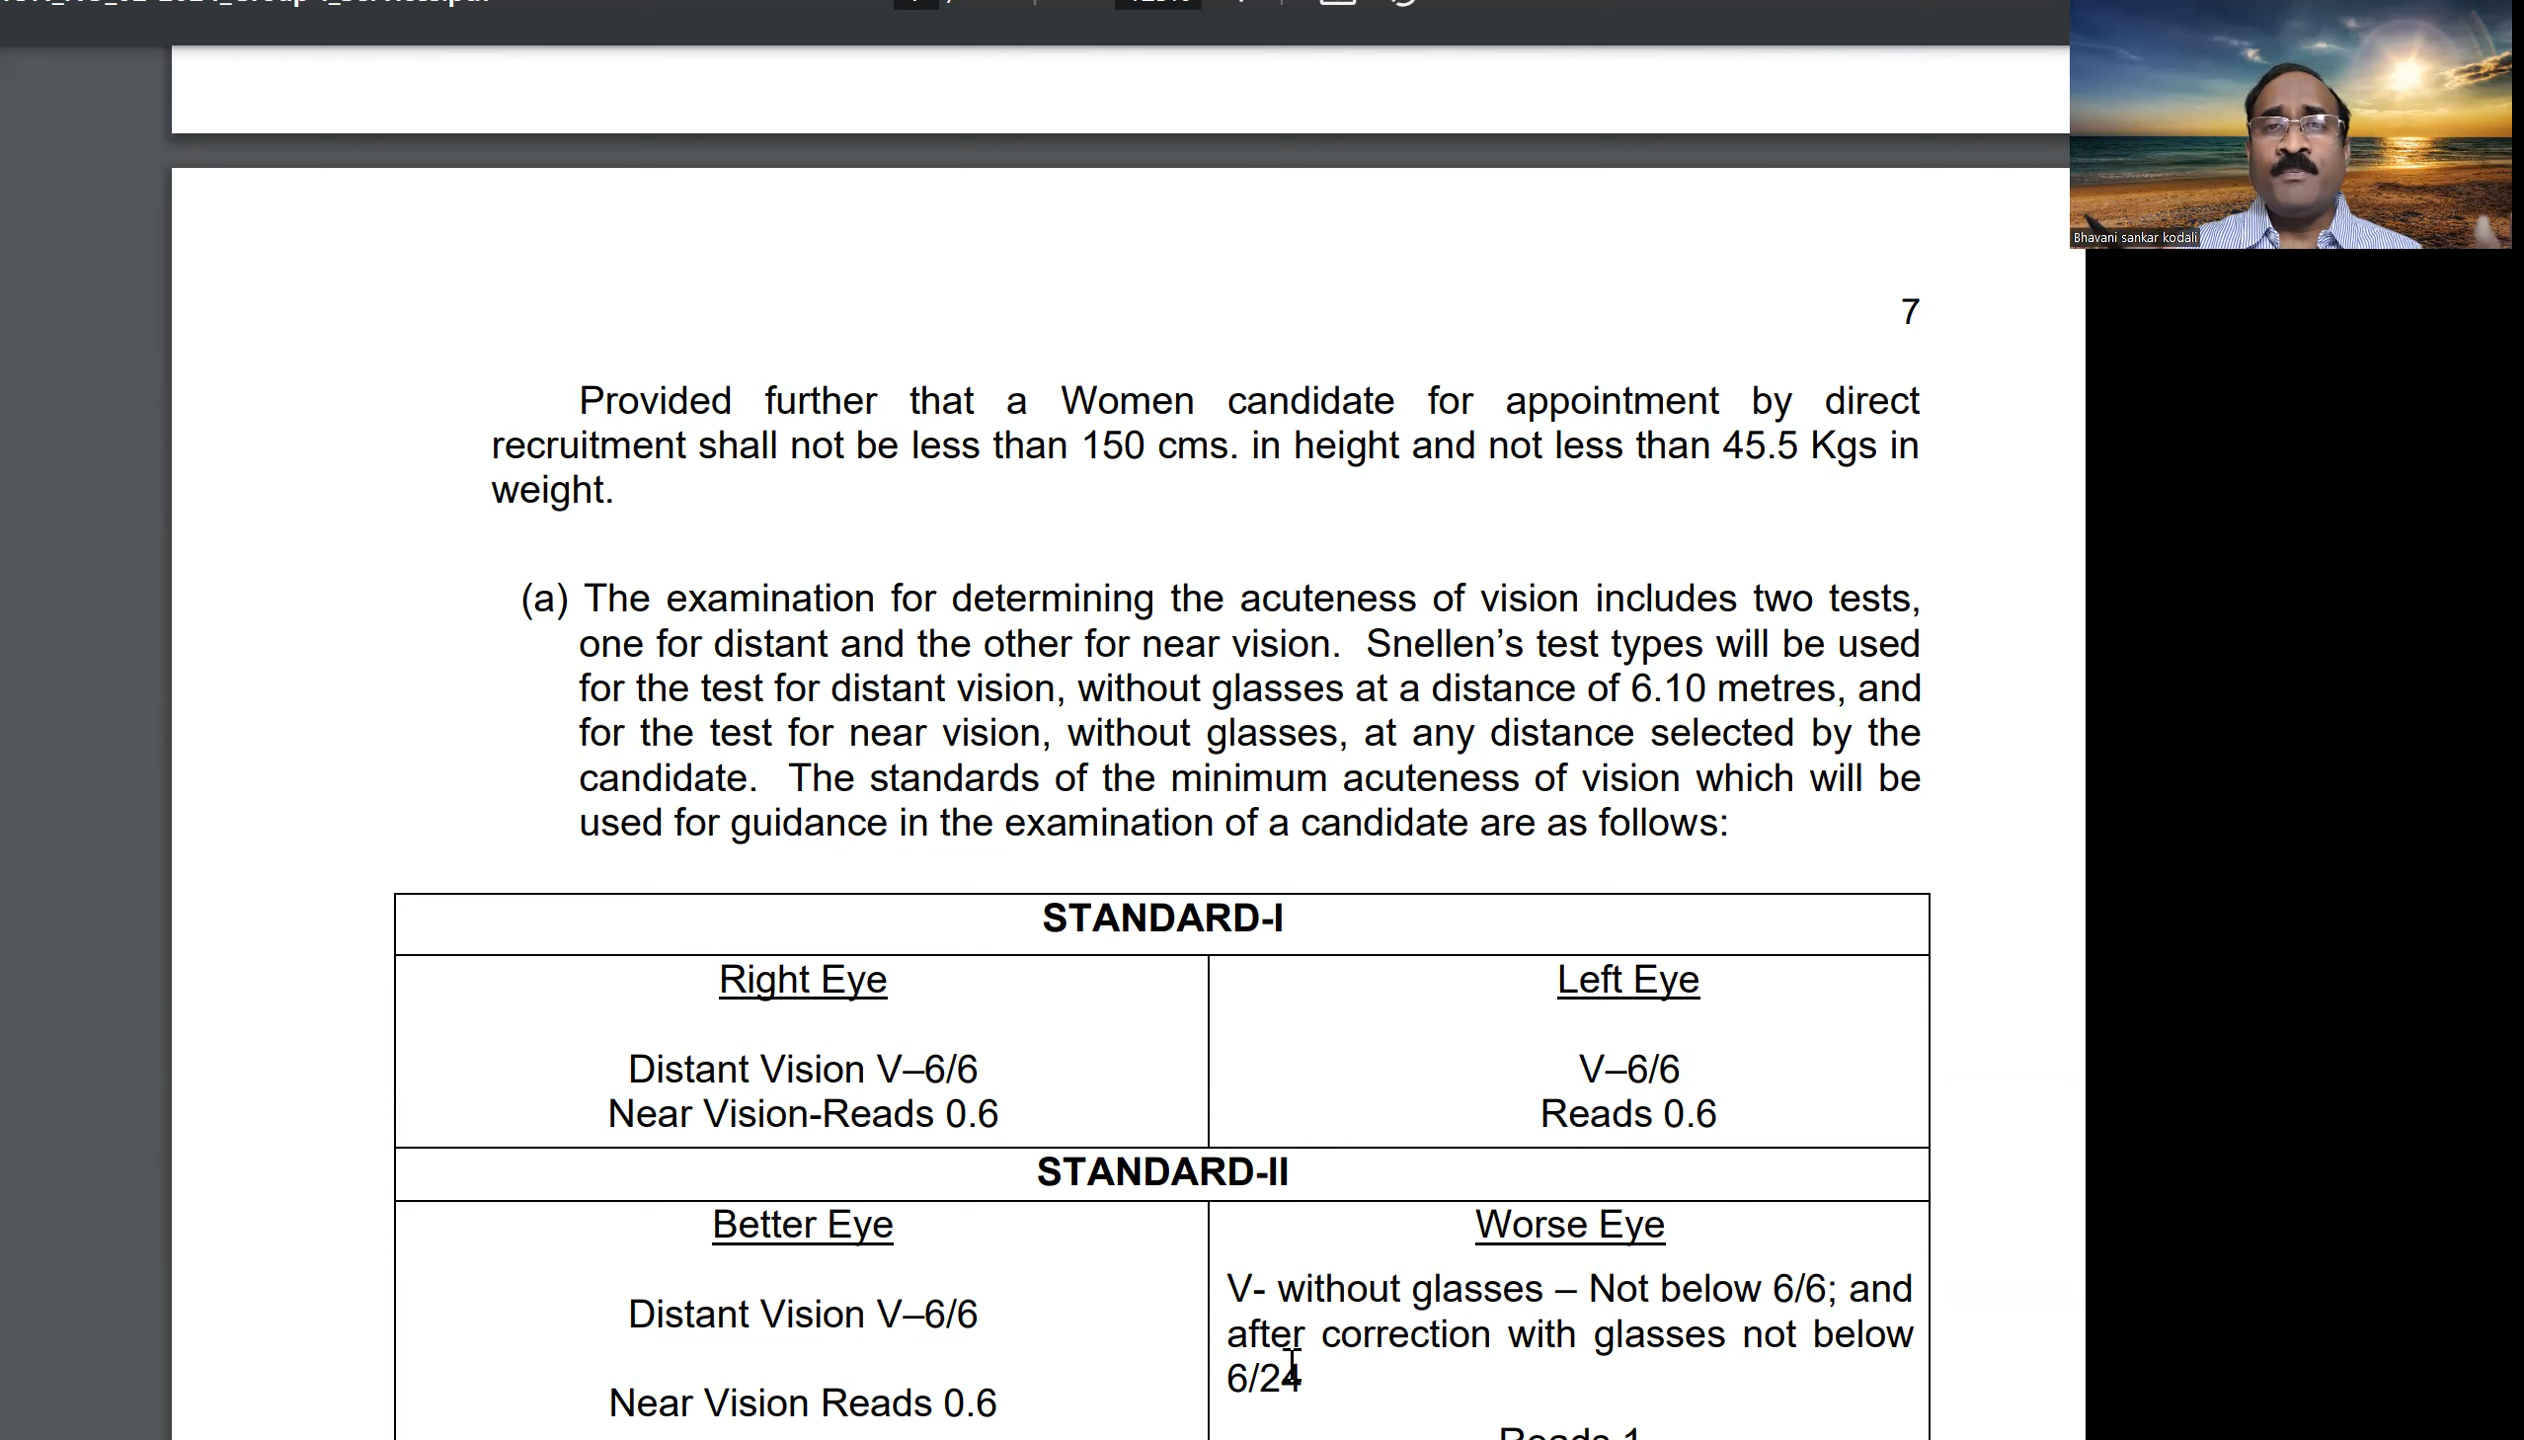 Bhavani sankar kodali
7
Provided further that a Women candidate for appointment by direct
recruitment shall not be less than 150 cms. in height and not less than 45.5 Kgs in
weight.
(a) The examination for determining the acuteness of vision includes two tests,
one for distant and the other for near vision. Snellen’s test types will be used
for the test for distant vision, without glasses at a distance of 6.10 metres, and
for the test for near vision, without glasses, at any distance selected by the
candidate. The standards of the minimum acuteness of vision which will be
used for guidance in the examination of a candidate are as follows:
STANDARD-I
Right Eye
Distant Vision V–6/6
Near Vision-Reads 0.6
Left Eye
V–6/6
Reads 0.6
STANDARD-II
Better Eye
Distant Vision V–6/6
Near Vision Reads 0.6
Worse Eye
V- without glasses – Not below 6/6; and
after correction with glasses not below
6/24
Reads 1